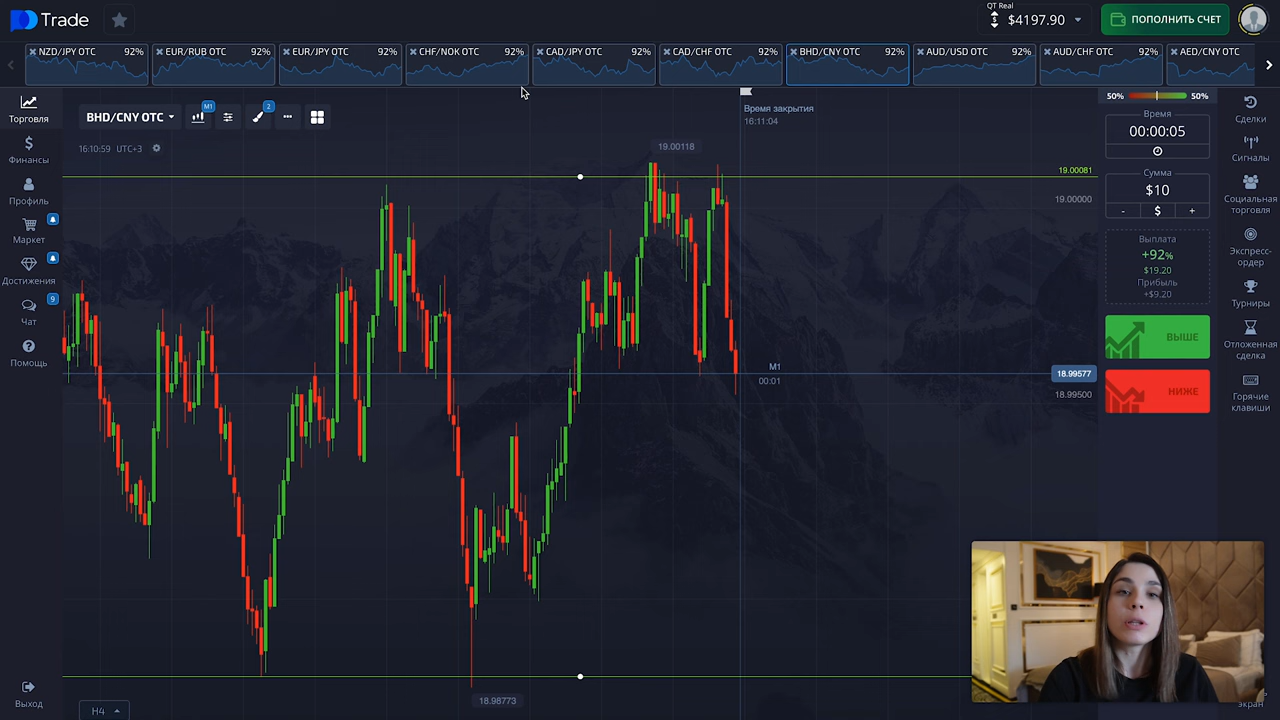 Trade
QT Real
$4197.90
ПОПОЛНИТЬ СЧЕТ
NZD/JPY OTC 92%
EUR/RUB OTC 92%
EUR/JPY OTC 92%
CHF/NOK OTC 92%
CAD/JPY OTC 92%
CAD/CHF OTC 92%
BHD/CNY OTC 92%
AUD/USD OTC 92%
AUD/CHF OTC 92%
AED/CNY OTC
Торговля
Финансы
Профиль
Маркет
Достижения
9
Чат
Помощь
Выход
BHD/CNY OTC
M1
2
16:10:59 UTC+3
Время закрытия
16:11:04
19.00118
19.00081
19.00000
M1
00:01
18.99577
18.99500
18.98773
H4
50% 50%
Время
00:00:05
Сумма
$10
- $ +
Выплата
+92%
$19.20
Прибыль
+$9.20
ВЫШЕ
НИЖЕ
Сделки
Сигналы
Социальная
торговля
Экспресс-
ордер
Турниры
Отложенная
сделка
Горячие
клавиши
экран